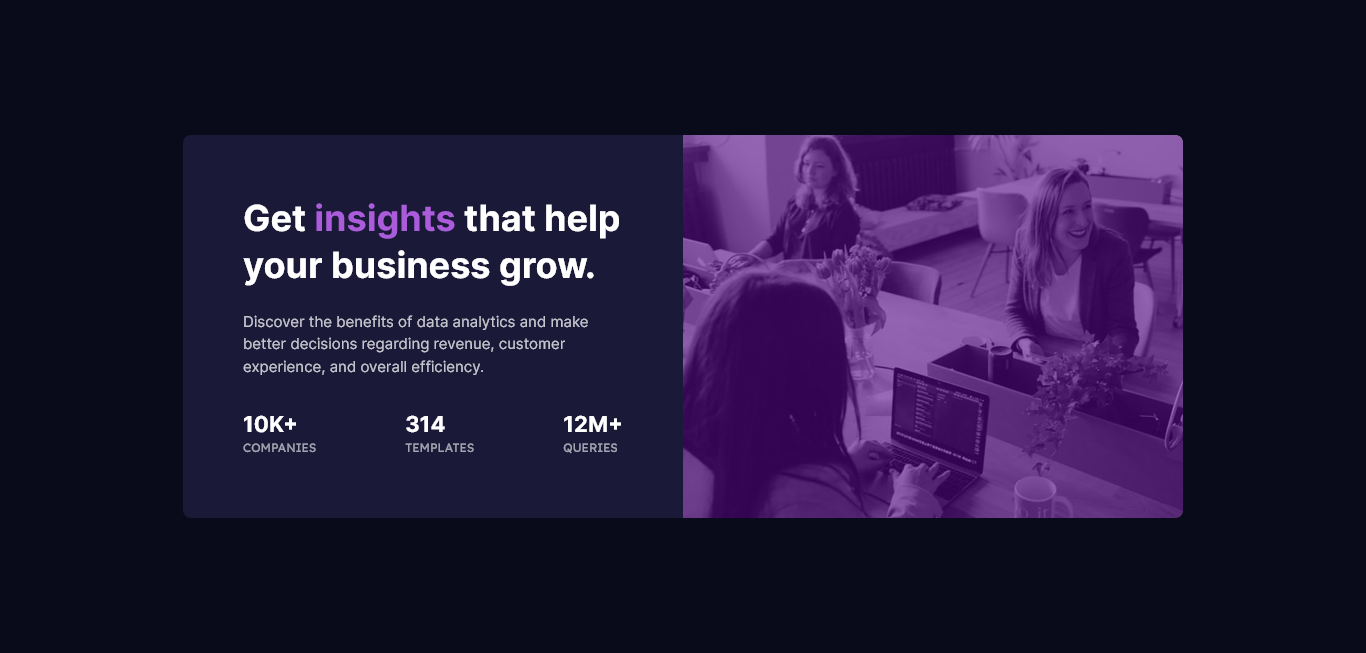 Get insights that help
your business grow.
Discover the benefits of data analytics and make
better decisions regarding revenue, customer
experience, and overall efficiency.
10K+ 314 12M+
COMPANIES TEMPLATES QUERIES